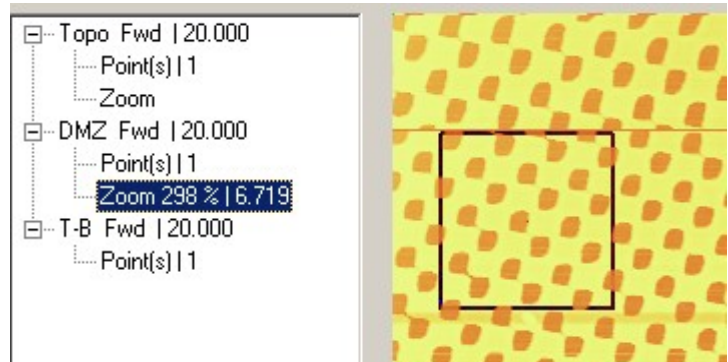 Topo Fwd | 20.000
Point(s) | 1
Zoom
DMZ Fwd | 20.000
Point(s) | 1
Zoom 298 % | 6.719
T-B Fwd | 20.000
Point(s) | 1